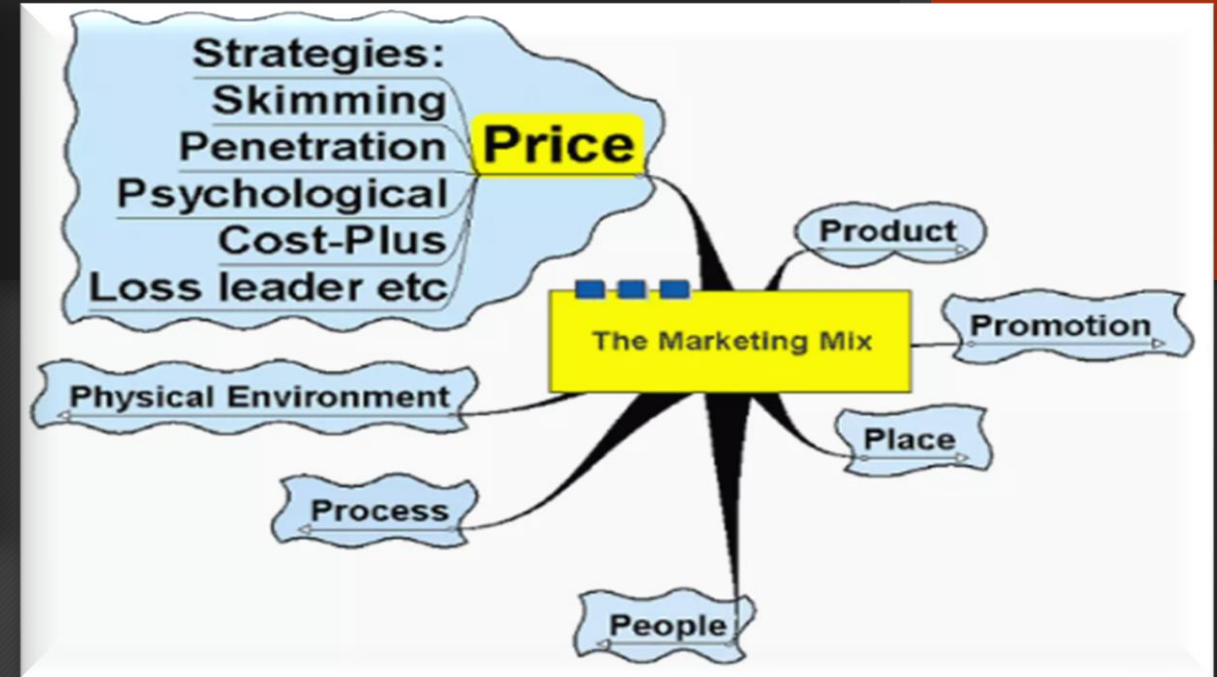 Strategies:
Skimming
Penetration
Psychological
Cost-Plus
Loss leader etc
Price
Product
The Marketing Mix
Promotion
Physical Environment
Place
Process
People